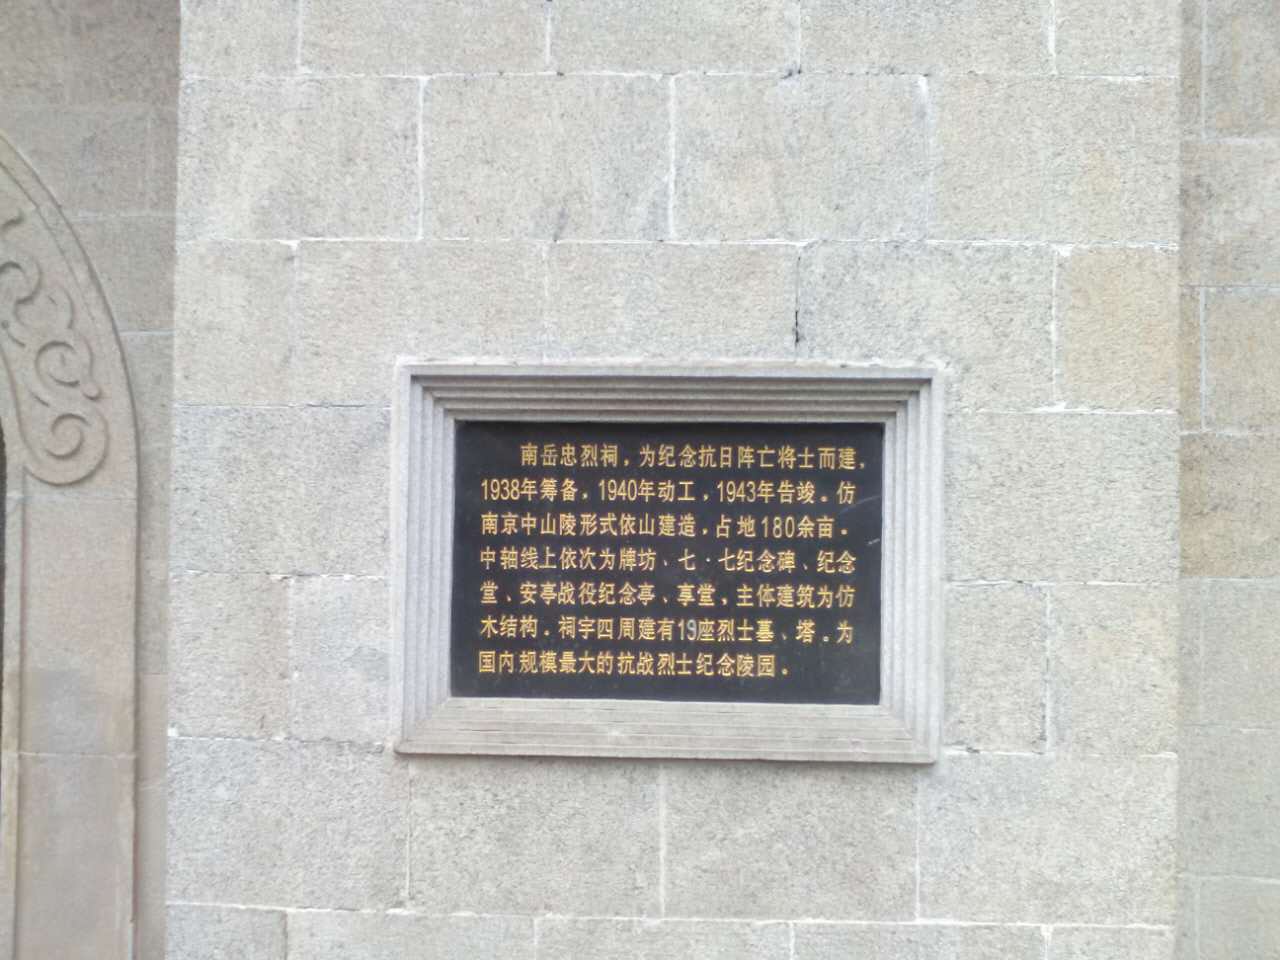 南岳忠烈祠，为纪念抗日阵亡将士而建，
1938年筹备，1940年动工，1943年告竣。仿
南京中山陵形式依山建造，占地180余亩。
中轴线上依次为牌坊、七·七纪念碑、纪念
堂、安亭战役纪念亭、享堂，主体建筑为仿
木结构。祠宇四周建有19座烈士墓、塔。为
国内规模最大的抗战烈士纪念陵园。